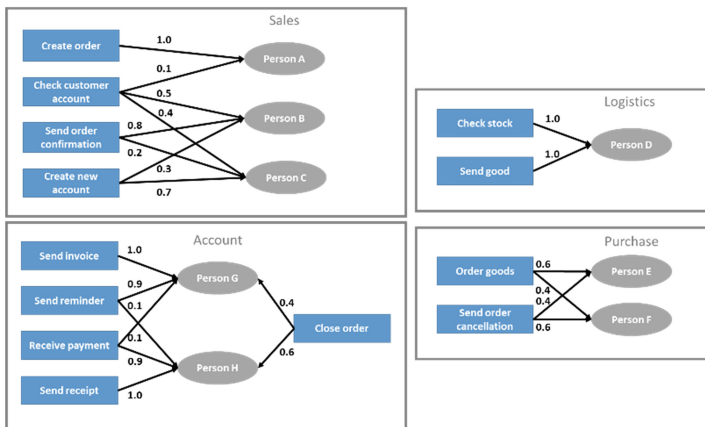 Sales
Create order
1.0
Person A
0.1
Check customer
account
0.5
0.4
Person B
Send order
confirmation
0.8
0.2
Create new
account
0.3
0.7
Person C
Logistics
Check stock
1.0
Person D
Send good
1.0
Account
Send invoice
1.0
Person G
Send reminder
0.9
0.1
Receive payment
0.1
0.9
Person H
Send receipt
1.0
0.4
Close order
0.6
Purchase
Order goods
0.6
Person E
0.4
0.4
Send order
cancellation
0.6
Person F